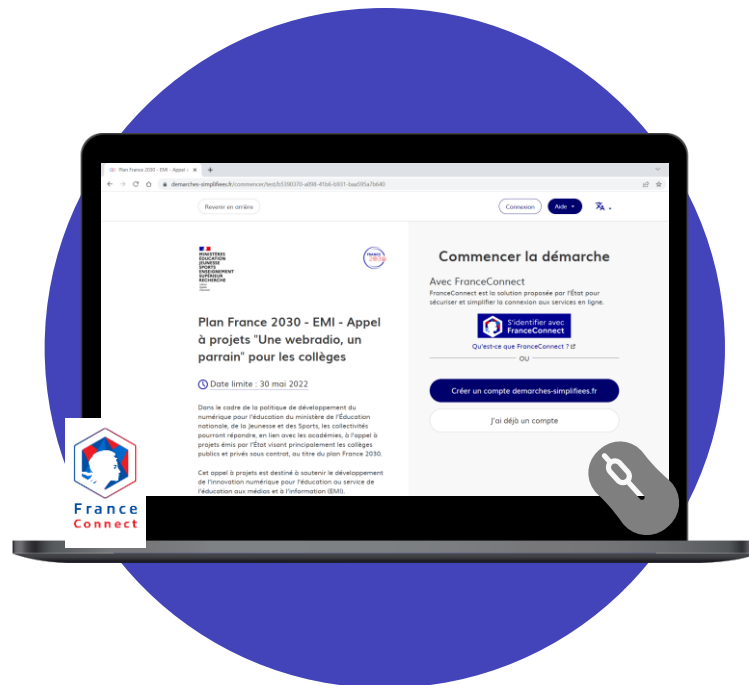 Plan France 2030 - EMI - Appel à
demarches-simplifiees.fr/commencer/test/b5390370-a098-41b6-b931-baa595a7b640
Revenir en arrière
Connexion
Aide
MINISTÈRES
ÉDUCATION
JEUNESSE
SPORTS
ENSEIGNEMENT
SUPÉRIEUR
RECHERCHE
FRANCE
2030
Plan France 2030 - EMI - Appel
à projets "Une webradio, un
parrain" pour les collèges
Date limite : 30 mai 2022
Dans le cadre de la politique de développement du
numérique pour l'éducation du ministère de l'Éducation
nationale, de la Jeunesse et des Sports, les collectivités
pourront répondre, en lien avec les académies, à l'appel à
projets émis par l'État visant principalement les collèges
publics et privés sous contrat, au titre du plan France 2030.
Cet appel à projets est destiné à soutenir le développement
de l'innovation numérique pour l'éducation au service de
l'éducation aux médias et à l'information (EMI).
Commencer la démarche
Avec FranceConnect
FranceConnect est la solution proposée par l'État pour
sécuriser et simplifier la connexion aux services en ligne.
S'identifier avec
FranceConnect
Qu'est-ce que FranceConnect ?
OU
Créer un compte demarches-simplifiees.fr
J'ai déjà un compte
France
Connect